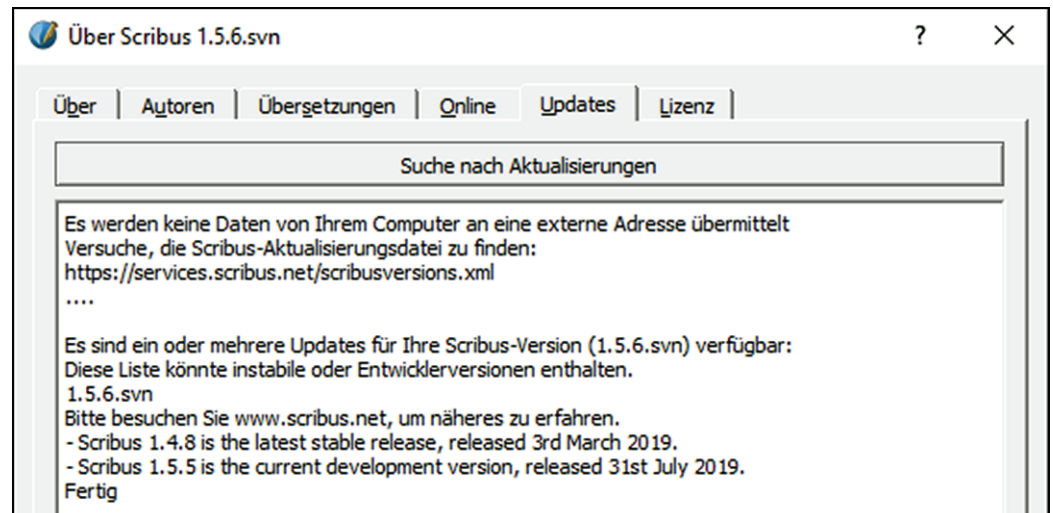 Über Scribus 1.5.6.svn
?
Über
Autoren
Übersetzungen
Online
Updates
Lizenz
Suche nach Aktualisierungen
Es werden keine Daten von Ihrem Computer an eine externe Adresse übermittelt
Versuche, die Scribus-Aktualisierungsdatei zu finden:
https://services.scribus.net/scribusversions.xml
....
Es sind ein oder mehrere Updates für Ihre Scribus-Version (1.5.6.svn) verfügbar:
Diese Liste könnte instabile oder Entwicklerversionen enthalten.
1.5.6.svn
Bitte besuchen Sie www.scribus.net, um näheres zu erfahren.
- Scribus 1.4.8 is the latest stable release, released 3rd March 2019.
- Scribus 1.5.5 is the current development version, released 31st July 2019.
Fertig